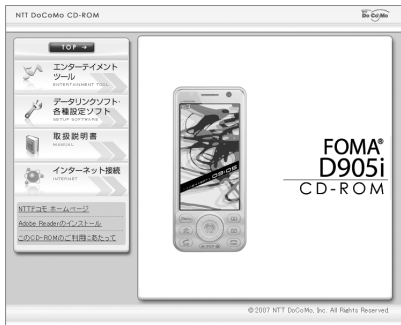 NTT DoCoMo CD-ROM
DoCoMo
TOP →
エンターテイメント
ツール
ENTERTAINMENT TOOL
データリンクソフト・
各種設定ソフト
SETUP SOFTWARE
取扱説明書
MANUAL
インターネット接続
INTERNET
NTTドコモ ホームページ
Adobe Readerのインストール
このCD-ROMのご利用にあたって
FOMA®
D905i
CD-ROM
© 2007 NTT DoCoMo, Inc. All Rights Reserved.